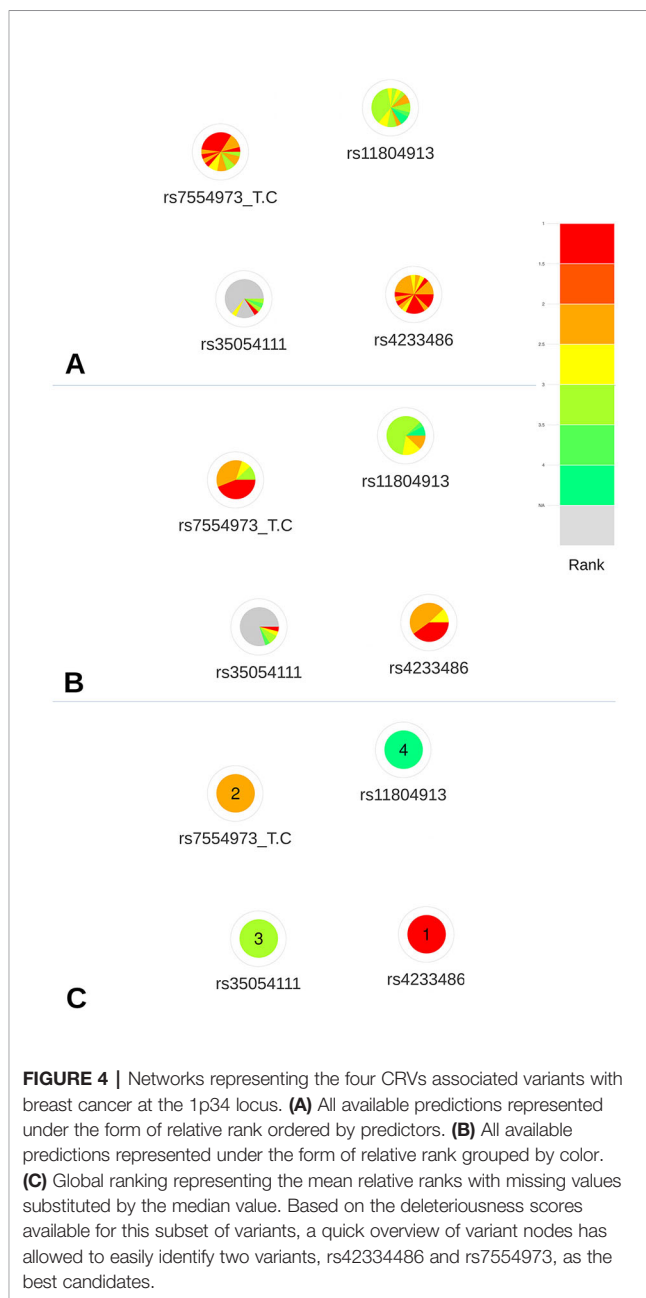 rs11804913
rs7554973_T.C
rs35054111
rs4233486
A
1
1.5
2
2.5
3
3.5
4
NA
Rank
rs11804913
rs7554973_T.C
rs35054111
rs4233486
B
4
rs11804913
2
rs7554973_T.C
3
rs35054111
1
rs4233486
C
FIGURE 4 | Networks representing the four CRVs associated variants with
breast cancer at the 1p34 locus. (A) All available predictions represented
under the form of relative rank ordered by predictors. (B) All available
predictions represented under the form of relative rank grouped by color.
(C) Global ranking representing the mean relative ranks with missing values
substituted by the median value. Based on the deleteriousness scores
available for this subset of variants, a quick overview of variant nodes has
allowed to easily identify two variants, rs42334486 and rs7554973, as the
best candidates.